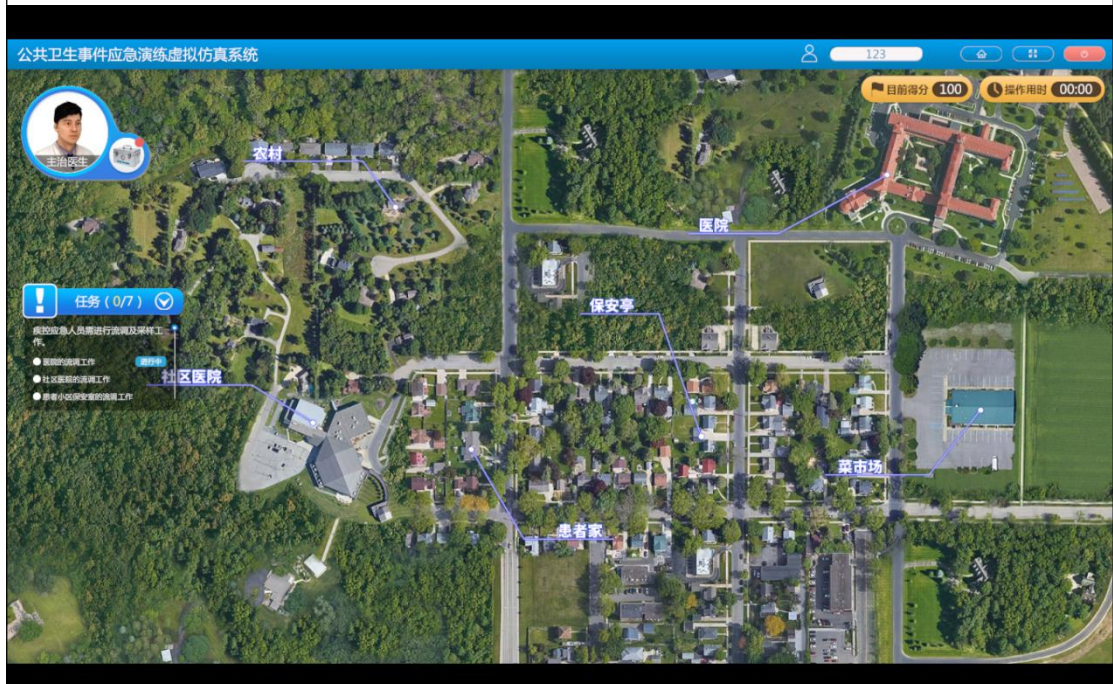 公共卫生事件应急演练虚拟仿真系统
123
目前得分 100
操作用时 00:00
主治医生
农村
医院
任务（0/7）
疾控应急人员需进行流调及采样工作。
医院的流调工作 进行中
社区医院的流调工作
患者小区保安室的流调工作
保安亭
社区医院
菜市场
患者家